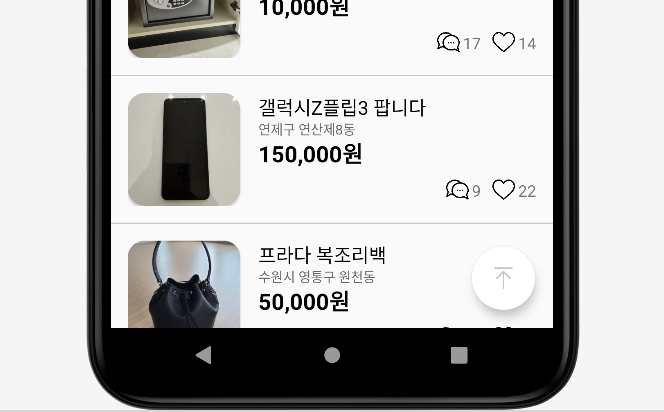 10,000원
17 14
갤럭시Z플립3 팝니다
연제구 연산제8동
150,000원
9 22
프라다 복조리백
수원시 영통구 원천동
50,000원